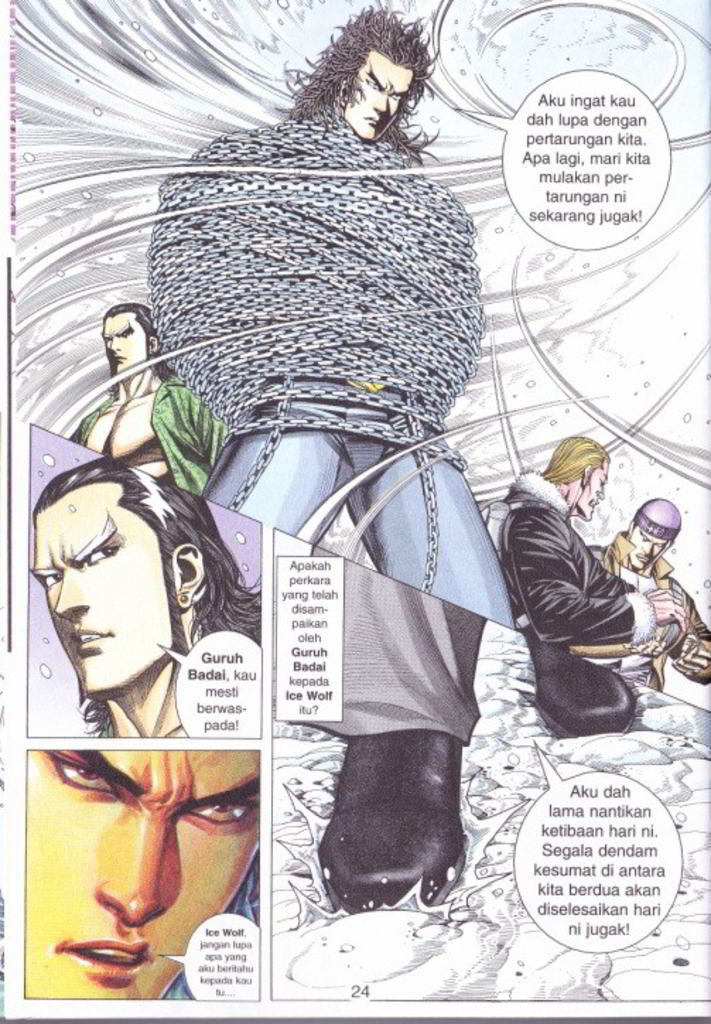 Aku ingat kau
dah lupa dengan
pertarungan kita.
Apa lagi, mari kita
mulakan per-
tarungan ni
sekarang jugak!
Guruh
Badai, kau
mesti
berwas-
pada!
Apakah
perkara
yang telah
disam-
paikan
oleh
Guruh
Badai
kepada
Ice Wolf
itu?
Ice Wolf,
jangan lupa
apa yang
aku beritahu
kepada kau
tu....
Aku dah
lama nantikan
ketibaan hari ni.
Segala dendam
kesumat di antara
kita berdua akan
diselesaikan hari
ni jugak!
24